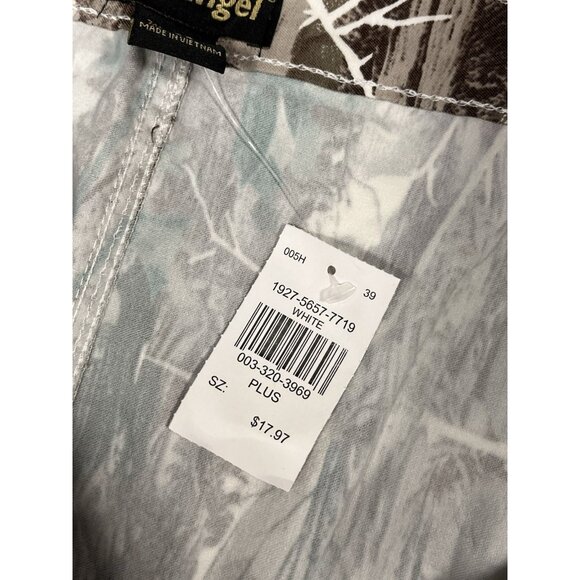 MADE IN VIETNAM
005H 39
1927-5657-7719
WHITE
003-320-3969
SZ: PLUS
$17.97